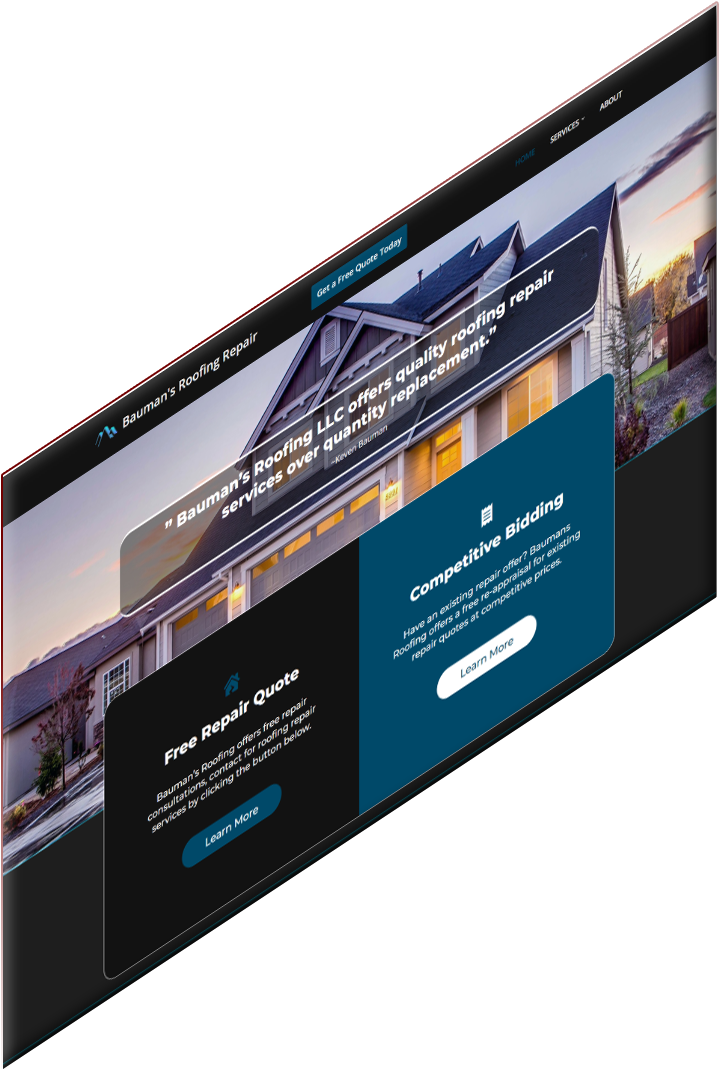 Bauman's Roofing Repair
Get a Free Quote Today
HOME
SERVICES
ABOUT
” Bauman's Roofing LLC offers quality roofing repair
services over quantity replacement.”
~Keven Bauman
Free Repair Quote
Bauman's Roofing offers free repair
consultations, contact for roofing repair
services by clicking the button below.
Learn More
Competitive Bidding
Have an existing repair offer? Baumans
Roofing offers a free re-appraisal for existing
repair quotes at competitive prices.
Learn More